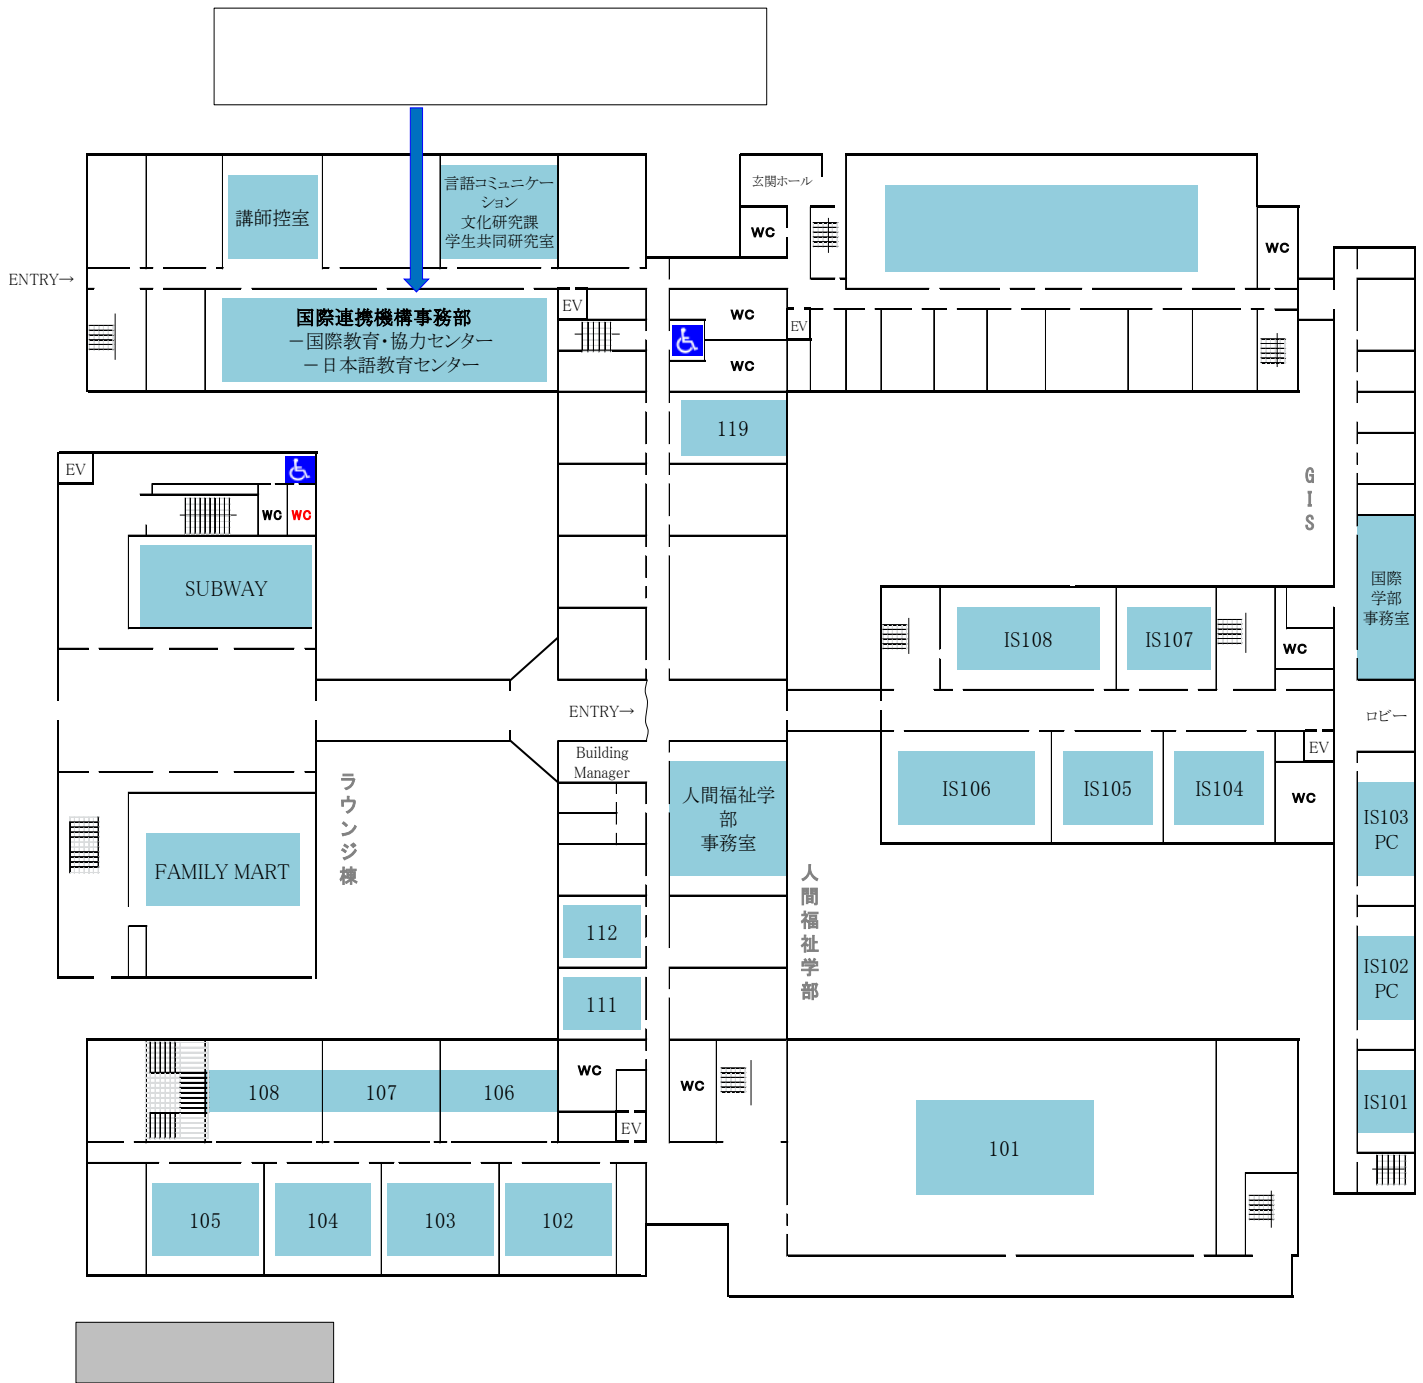 玄関ホール
言語コミュニケー
ション
文化研究課
学生共同研究室
講師控室
WC
WC
ENTRY→
EV
国際連携機構事務部
－国際教育・協力センター
－日本語教育センター
WC
EV
WC
119
EV
WC
WC
GIS
SUBWAY
国際
学部
事務室
IS108
IS107
WC
ENTRY→
ロビー
Building
Manager
EV
ラウンジ棟
人間福祉学
部
事務室
IS106
IS105
IS104
WC
IS103
PC
FAMILY MART
人間福祉学部
112
IS102
PC
111
108
107
106
WC
WC
EV
IS101
101
105
104
103
102